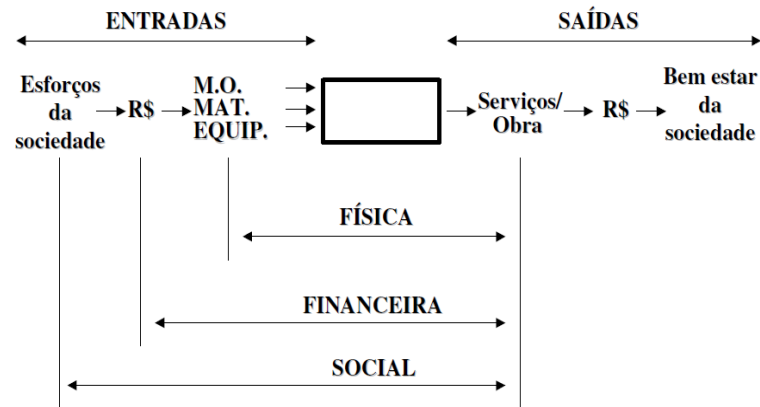 ENTRADAS
SAÍDAS
Esforços
da
sociedade
R$
M.O.
MAT.
EQUIP.
Serviços/
Obra
R$
Bem estar
da
sociedade
FÍSICA
FINANCEIRA
SOCIAL